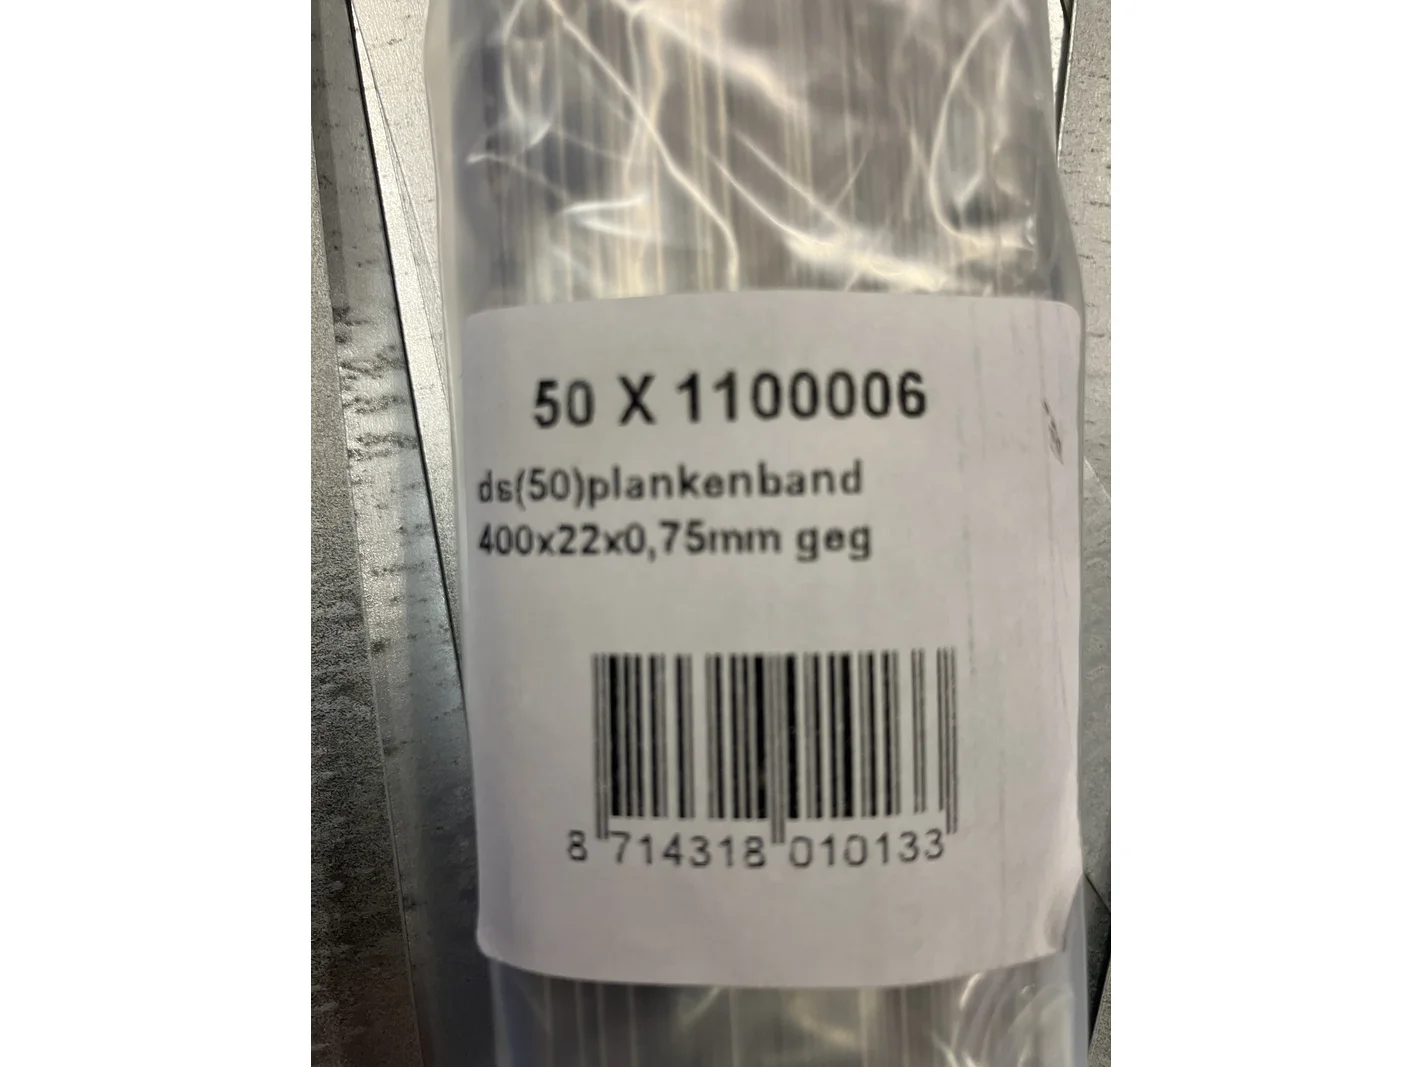 50 X 1100006
ds(50)plankenband
400x22x0,75mm geg
8 714318 010133